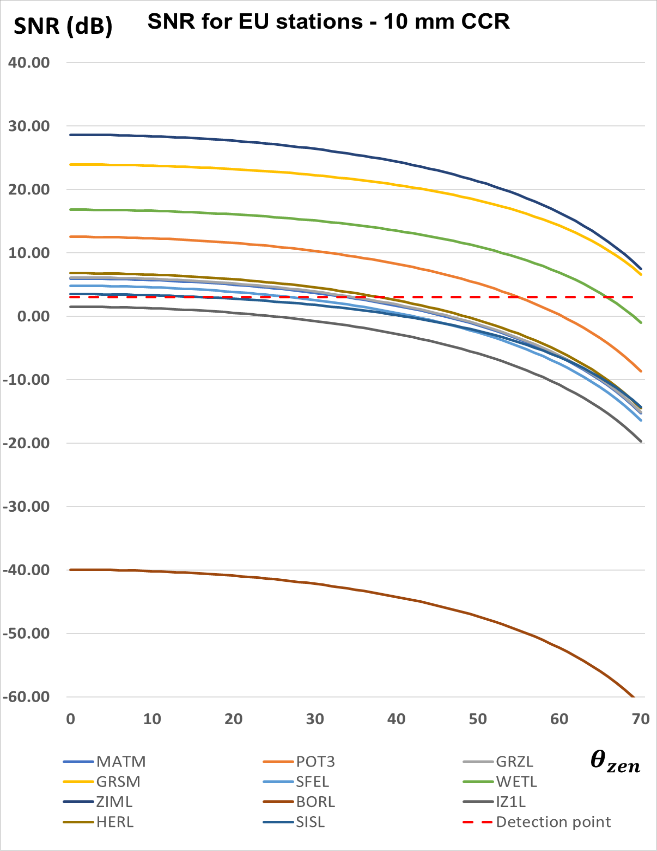 SNR (dB) SNR for EU stations - 10 mm CCR
40.00
30.00
20.00
10.00
0.00
-10.00
-20.00
-30.00
-40.00
-50.00
-60.00
0 10 20 30 40 50 60 70
θzen
MATM POT3 GRZL
GRSM SFEL WETL
ZIML BORL IZ1L
HERL SISL Detection point